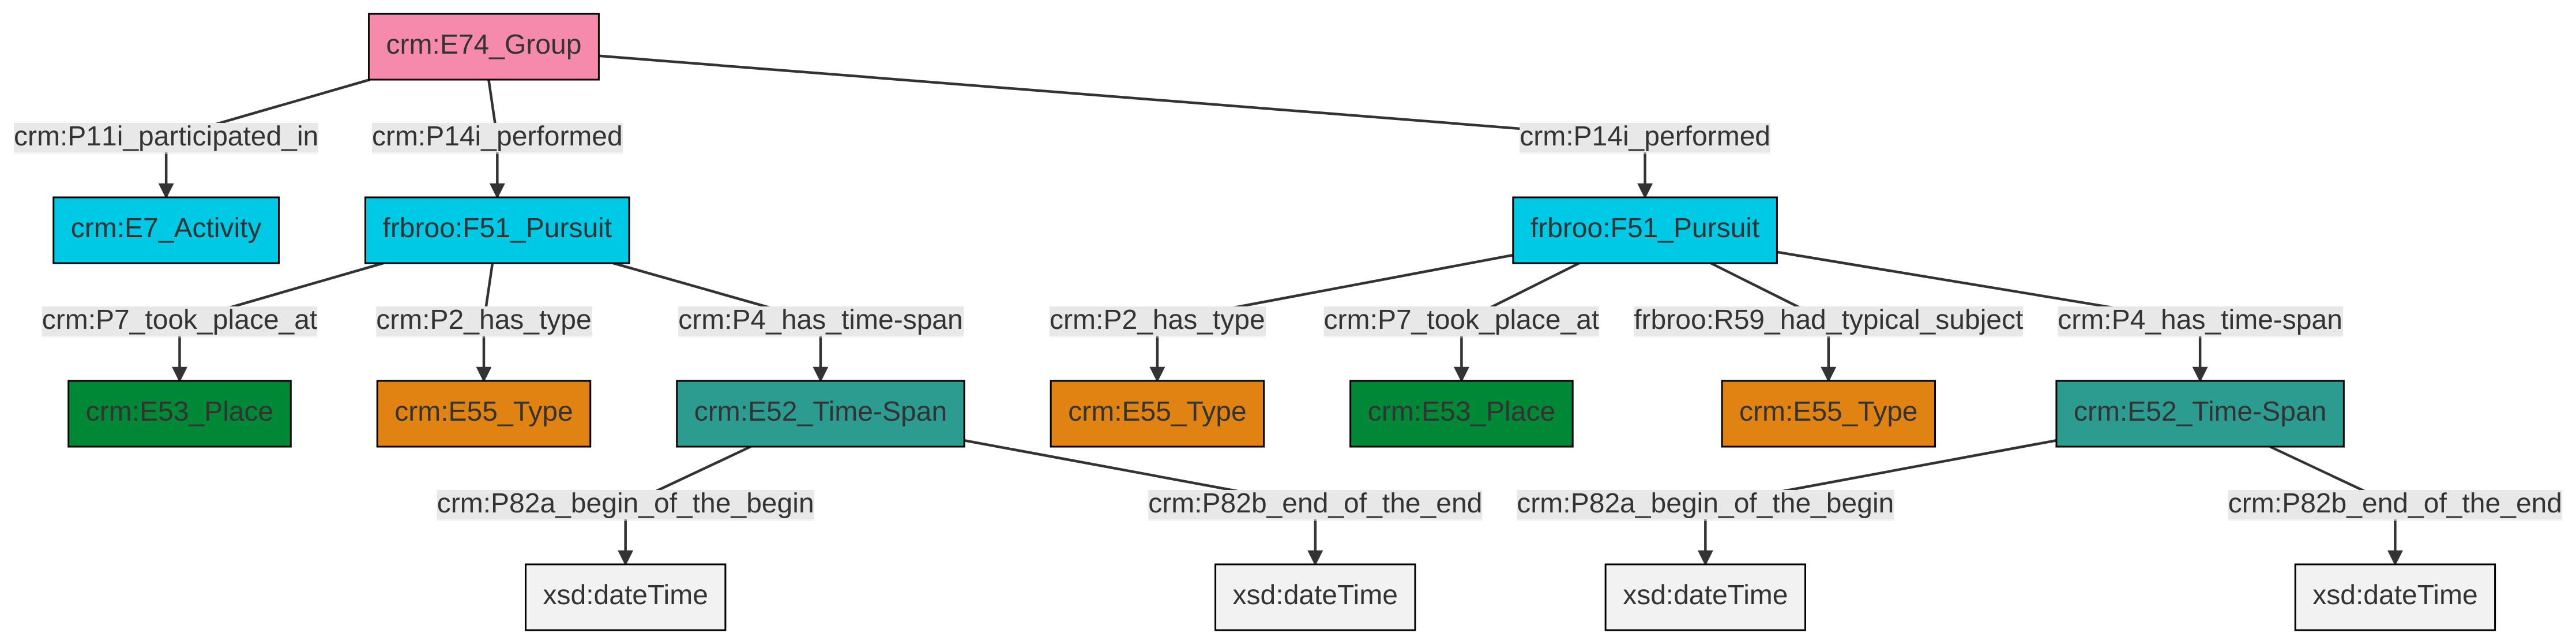 crm:E74_Group
crm:P11i_participated_in
crm:P14i_performed
crm:P14i_performed
crm:E7_Activity
frbroo:F51_Pursuit
frbroo:F51_Pursuit
crm:P7_took_place_at
crm:P2_has_type
crm:P4_has_time-span
crm:P2_has_type
crm:P7_took_place_at
frbroo:R59_had_typical_subject
crm:P4_has_time-span
crm:E53_Place
crm:E55_Type
crm:E52_Time-Span
crm:E55_Type
crm:E53_Place
crm:E55_Type
crm:E52_Time-Span
crm:P82a_begin_of_the_begin
crm:P82b_end_of_the_end
crm:P82a_begin_of_the_begin
crm:P82b_end_of_the_end
xsd:dateTime
xsd:dateTime
xsd:dateTime
xsd:dateTime